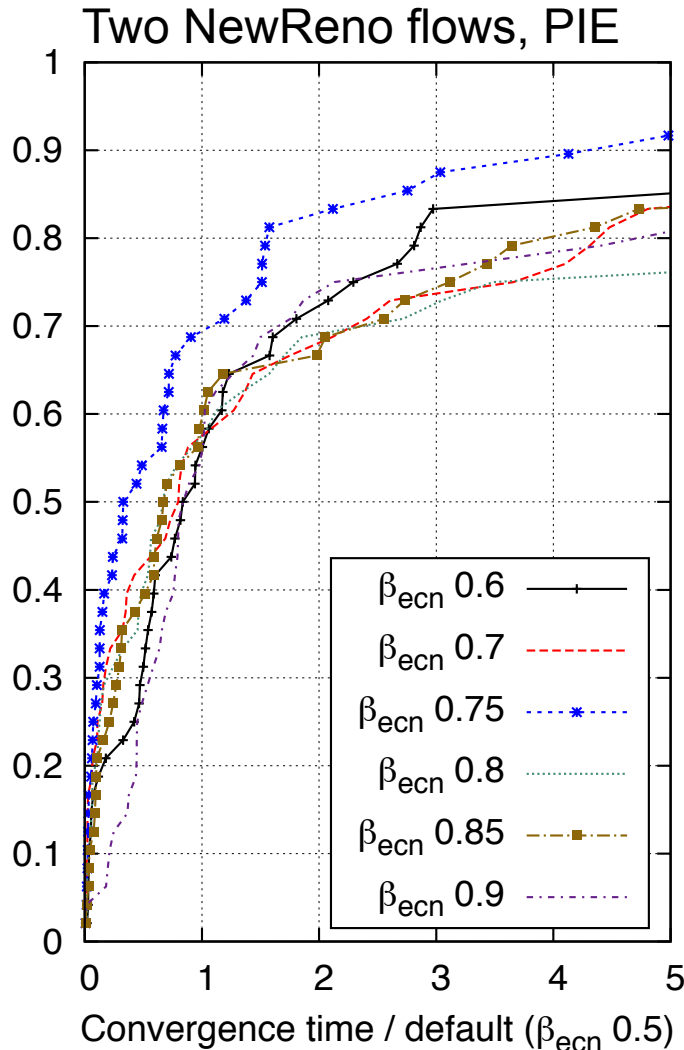 Two NewReno flows, PIE
1
0.9
0.8
0.7
0.6
0.5
0.4
0.3
0.2
0.1
0
βecn 0.6
βecn 0.7
βecn 0.75
βecn 0.8
βecn 0.85
βecn 0.9
0 1 2 3 4 5
Convergence time / default (βecn 0.5)